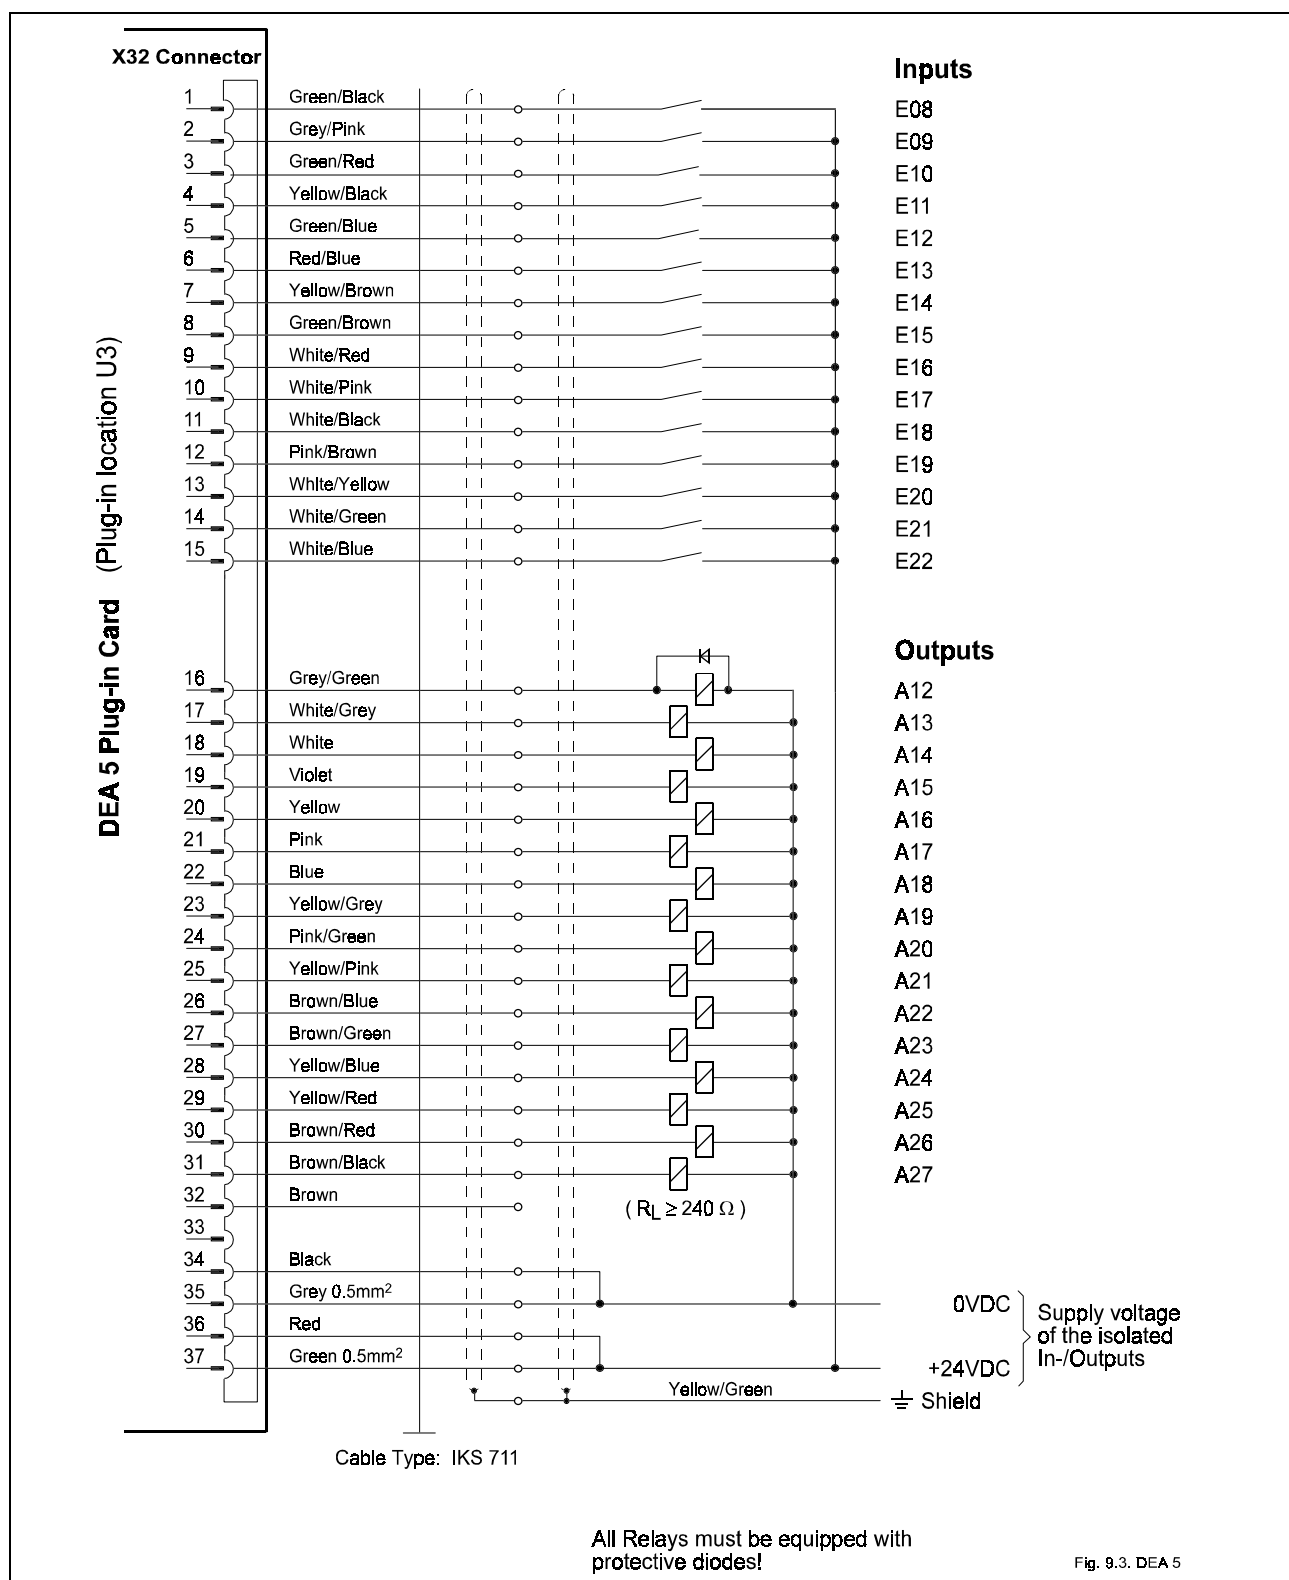 X32 Connector
Inputs
1 Green/Black E08
2 Grey/Pink E09
3 Green/Red E10
4 Yellow/Black E11
5 Green/Blue E12
6 Red/Blue E13
7 Yellow/Brown E14
8 Green/Brown E15
9 White/Red E16
10 White/Pink E17
11 White/Black E18
12 Pink/Brown E19
13 White/Yellow E20
14 White/Green E21
15 White/Blue E22
DEA 5 Plug-in Card (Plug-in location U3)
Outputs
16 Grey/Green A12
17 White/Grey A13
18 White A14
19 Violet A15
20 Yellow A16
21 Pink A17
22 Blue A18
23 Yellow/Grey A19
24 Pink/Green A20
25 Yellow/Pink A21
26 Brown/Blue A22
27 Brown/Green A23
28 Yellow/Blue A24
29 Yellow/Red A25
30 Brown/Red A26
31 Brown/Black A27
32 Brown
( RL ≥ 240 Ω )
33
34 Black
35 Grey 0.5mm² 0VDC
36 Red
37 Green 0.5mm² +24VDC
Supply voltage
of the isolated
In-/Outputs
Yellow/Green Shield
Cable Type: IKS 711
All Relays must be equipped with
protective diodes!
Fig. 9.3. DEA 5